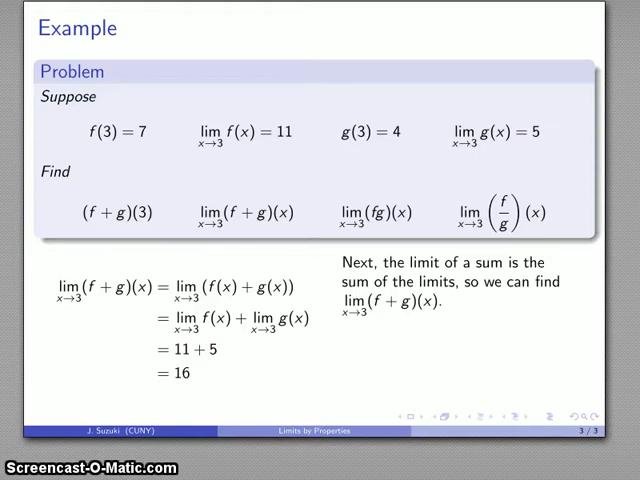 Example
Problem
Suppose
f(3) = 7 lim x→3 f(x) = 11 g(3) = 4 lim x→3 g(x) = 5
Find
(f + g)(3) lim x→3 (f + g)(x) lim x→3 (fg)(x) lim x→3 (f/g)(x)
lim x→3 (f + g)(x) = lim x→3 (f(x) + g(x))
= lim x→3 f(x) + lim x→3 g(x)
= 11 + 5
= 16
Next, the limit of a sum is the
sum of the limits, so we can find
lim x→3 (f + g)(x).
J. Suzuki (CUNY) Limits by Properties 3 / 3
Screencast-O-Matic.com